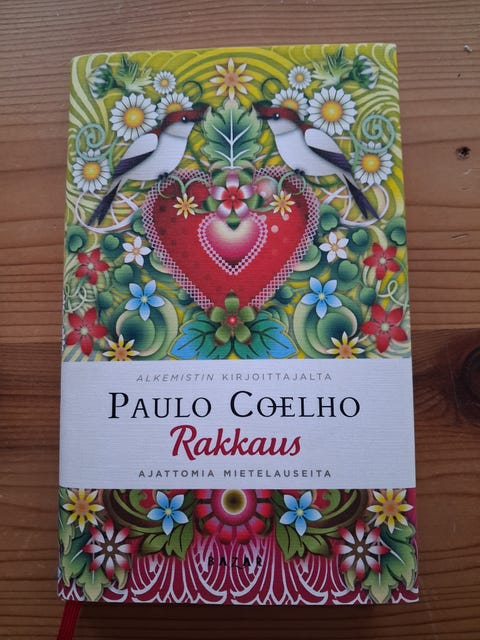 ALKEMISTIN KIRJOITTAJALTA
PAULO COELHO
Rakkaus
AJATTOMIA MIETELAUSEITA
BAZAR